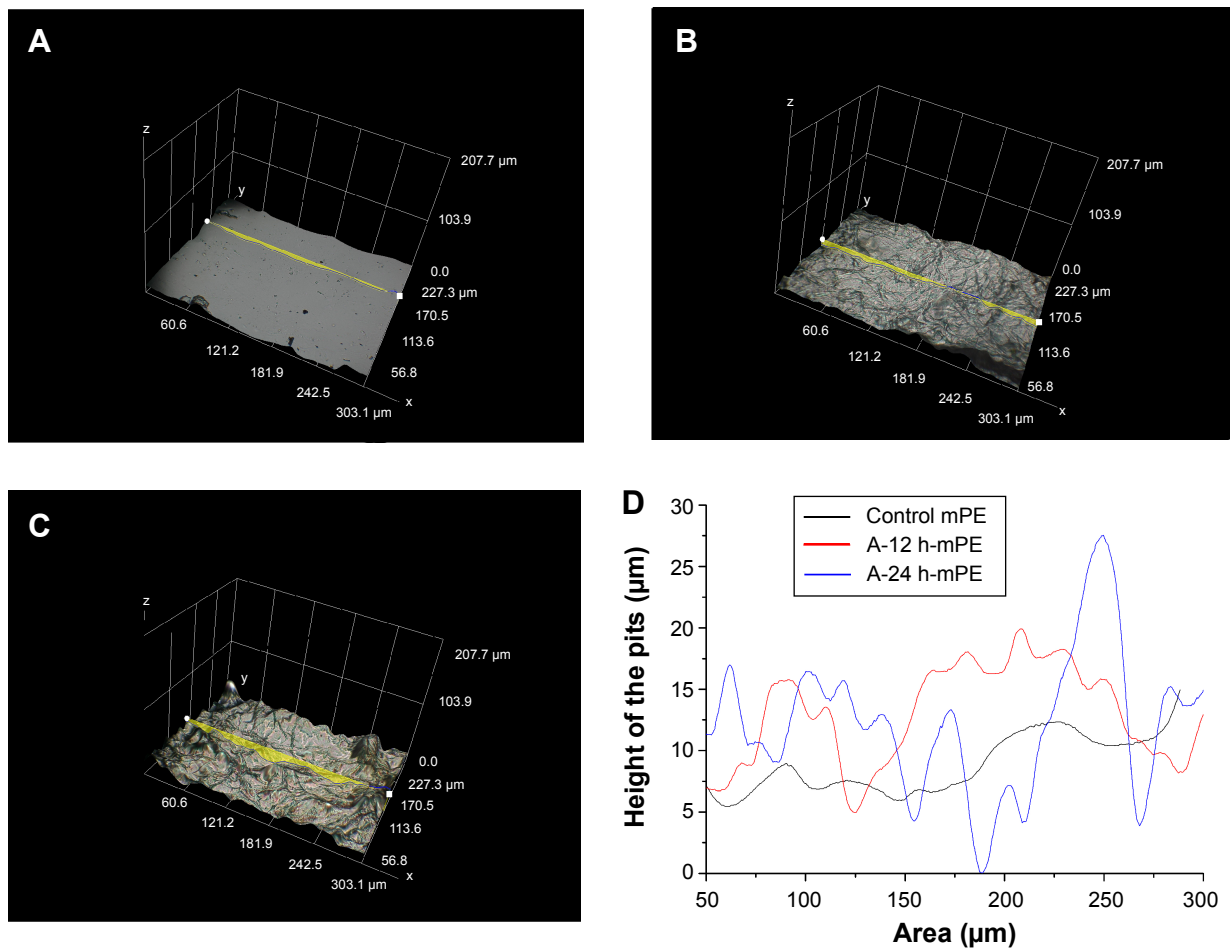 A
z
y
207.7 µm
103.9
0.0
227.3 µm
170.5
113.6
56.8
60.6
121.2
181.9
242.5
303.1 µm
x
B
z
y
207.7 µm
103.9
0.0
227.3 µm
170.5
113.6
56.8
60.6
121.2
181.9
242.5
303.1 µm
x
C
z
y
207.7 µm
103.9
0.0
227.3 µm
170.5
113.6
56.8
60.6
121.2
181.9
242.5
303.1 µm
x
D
Control mPE
A-12 h-mPE
A-24 h-mPE
Height of the pits (µm)
30
25
20
15
10
5
0
50
100
150
200
250
300
Area (µm)